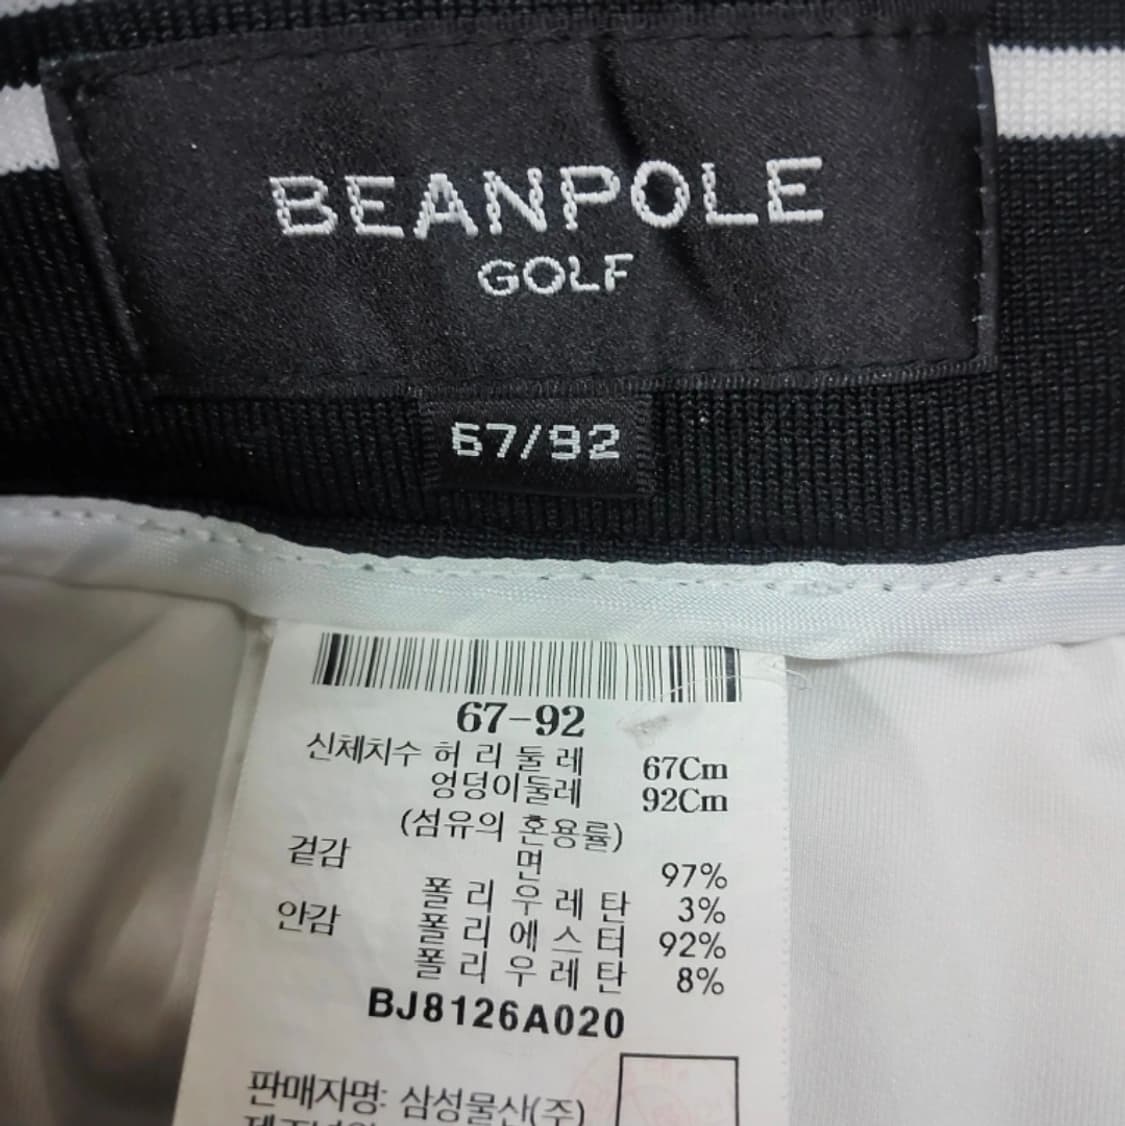 BEANPOLE
GOLF
67/92
67-92
신체치수 허 리 둘 레 67Cm
엉덩이둘레 92Cm
(섬유의 혼용률)
겉감 면 97%
폴 리 우 레 탄 3%
안감 폴 리 에 스 터 92%
폴 리 우 레 탄 8%
BJ8126A020
판매자명: 삼성물산(주)